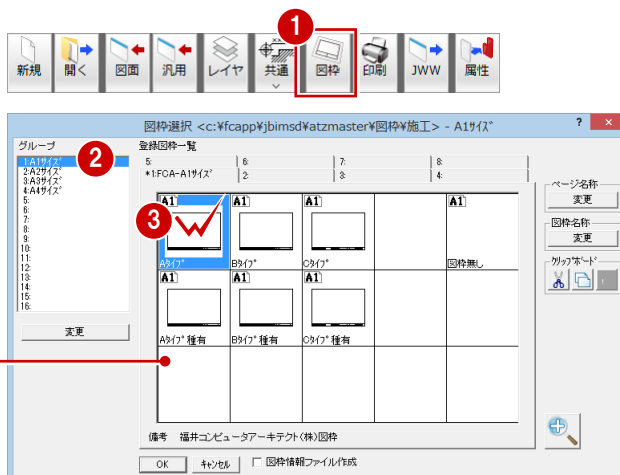 1
新規 開く 図面 汎用 レイヤ 共通 図枠 印刷 JWW 属性
図枠選択 <c:¥fcapp¥jbimsd¥atzmaster¥図枠¥施工> - A1ｻｲｽﾞ ? ×
グループ
1:A1ｻｲｽﾞ
2:A2ｻｲｽﾞ
3:A3ｻｲｽﾞ
4:A4ｻｲｽﾞ
5:
6:
7:
8:
9:
10:
11:
12:
13:
14:
15:
16:
2
変更
登録図枠一覧
5: 6: 7: 8:
*1:FCA-A1ｻｲｽﾞ 2: 3: 4:
3
A1 A1 A1 A1
Aﾀｲﾌﾟ Bﾀｲﾌﾟ Cﾀｲﾌﾟ 図枠無し
A1 A1 A1
Aﾀｲﾌﾟ種有 Bﾀｲﾌﾟ種有 Cﾀｲﾌﾟ種有
備考 福井コンピュータアーキテクト(株)図枠
ページ名称
変更
図枠名称
変更
ｸﾘｯﾌﾟﾎﾞｰﾄﾞ
OK ｷｬﾝｾﾙ 図枠情報ファイル作成